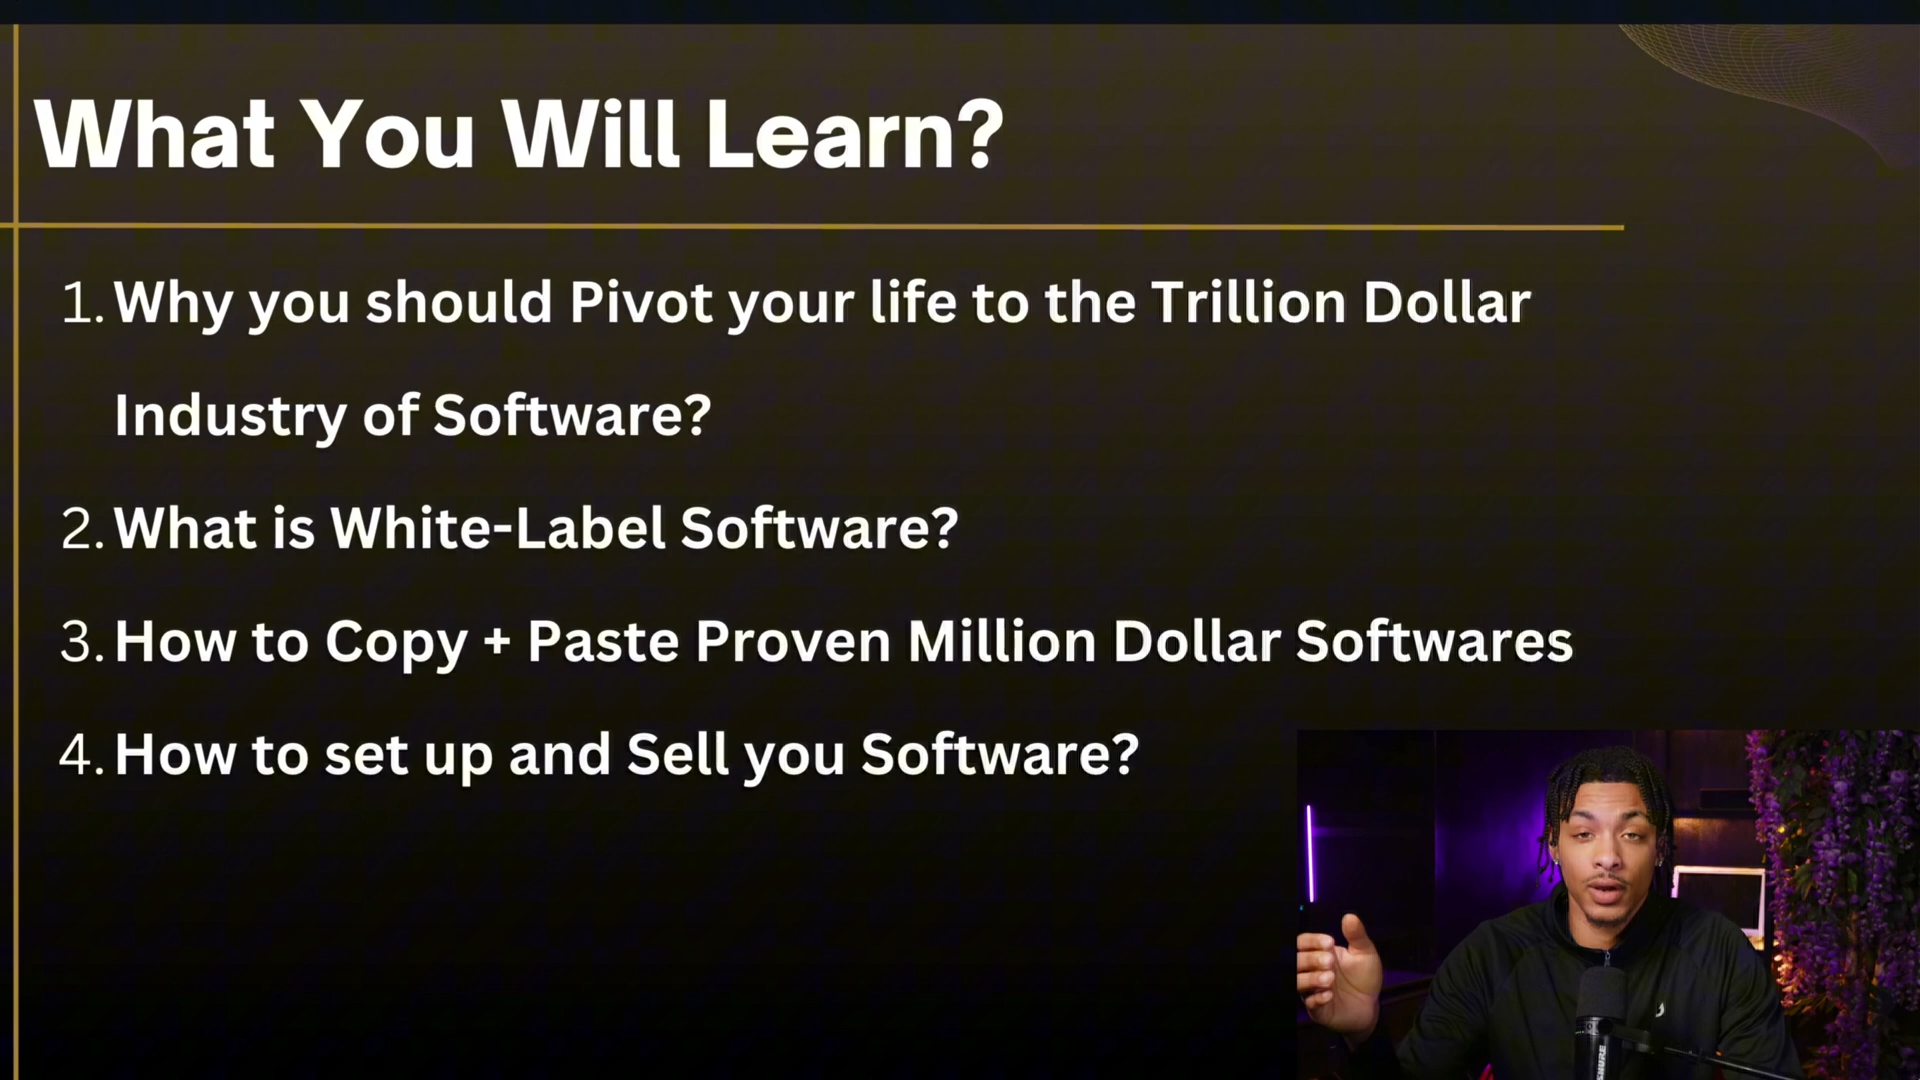 What You Will Learn?
1. Why you should Pivot your life to the Trillion Dollar
Industry of Software?
2. What is White-Label Software?
3. How to Copy + Paste Proven Million Dollar Softwares
4. How to set up and Sell you Software?
SHURE